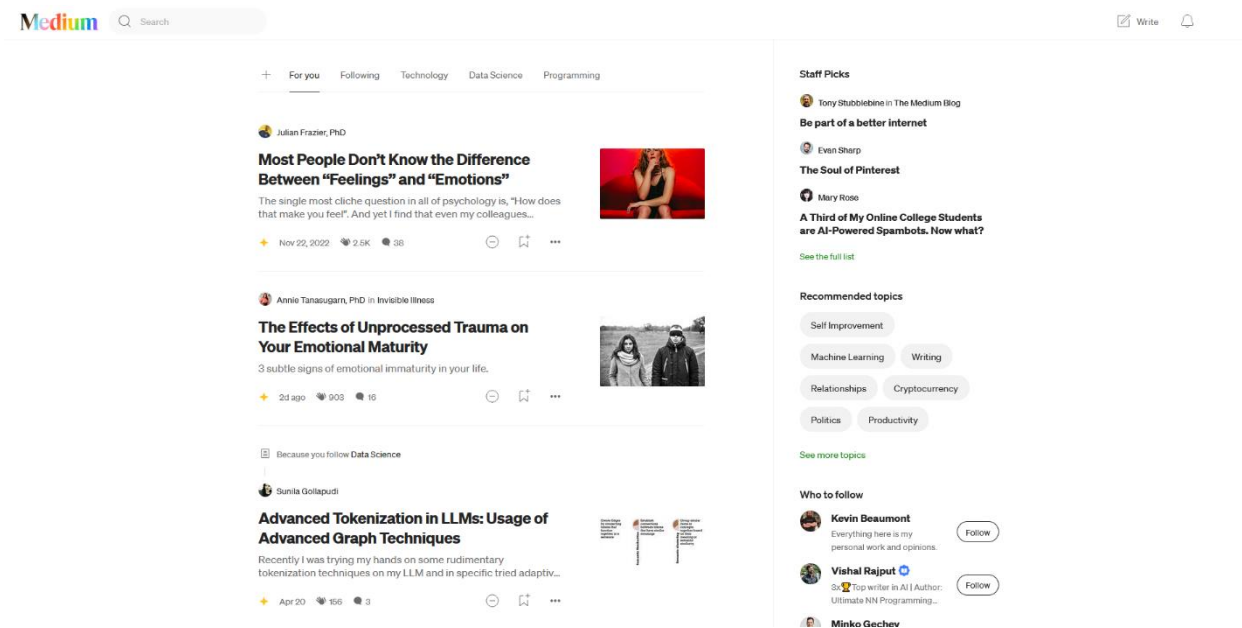 Medium
Search
Write
For you Following Technology Data Science Programming
Julian Frazier, PhD
Most People Don’t Know the Difference
Between “Feelings” and “Emotions”
The single most cliche question in all of psychology is, “How does
that make you feel”. And yet I find that even my colleagues...
Nov 22, 2022 2.5K 38
Annie Tanasugarn, PhD in Invisible Illness
The Effects of Unprocessed Trauma on
Your Emotional Maturity
3 subtle signs of emotional immaturity in your life.
2d ago 903 16
Because you follow Data Science
Sunila Gollapudi
Advanced Tokenization in LLMs: Usage of
Advanced Graph Techniques
Recently I was trying my hands on some rudimentary
tokenization techniques on my LLM and in specific tried adaptiv...
Apr 20 156 3
Staff Picks
Tony Stubblebine in The Medium Blog
Be part of a better internet
Evan Sharp
The Soul of Pinterest
Mary Rose
A Third of My Online College Students
are AI-Powered Spambots. Now what?
See the full list
Recommended topics
Self Improvement
Machine Learning Writing
Relationships Cryptocurrency
Politics Productivity
See more topics
Who to follow
Kevin Beaumont
Everything here is my
personal work and opinions.
Follow
Vishal Rajput
3x🏆Top writer in AI | Author:
Ultimate NN Programming...
Follow
Minko Gechev